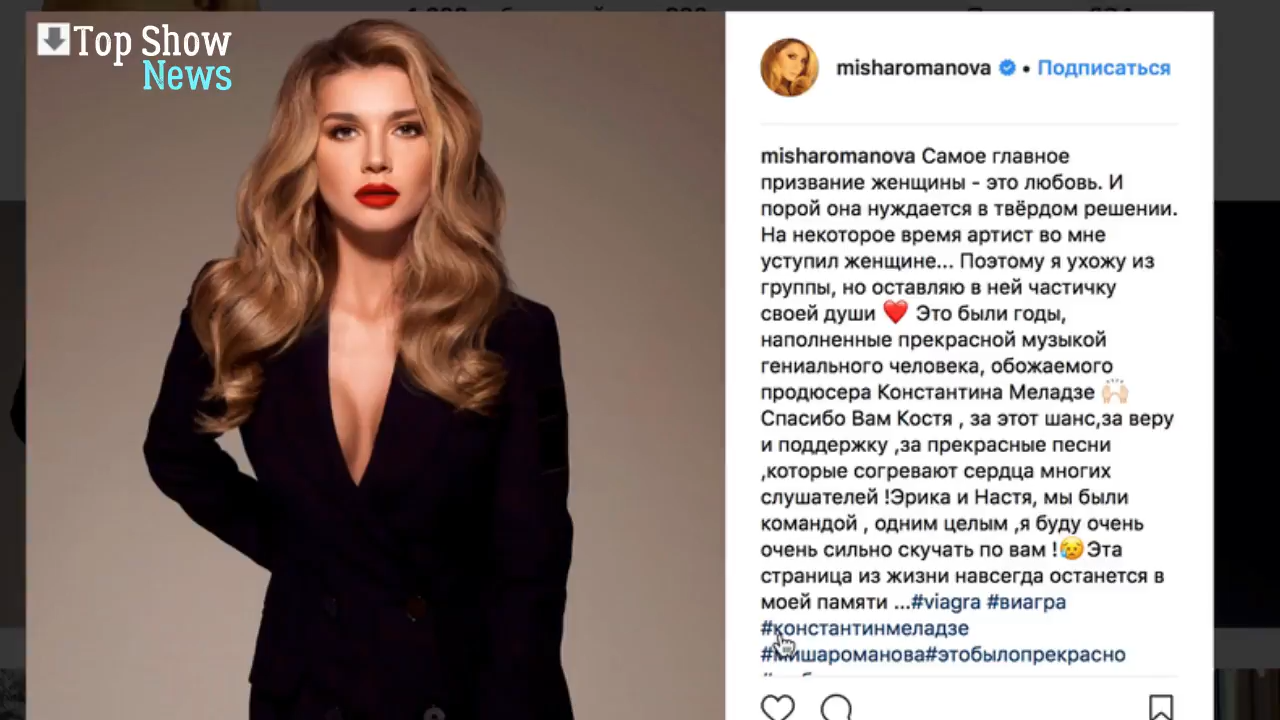 Top Show
News
misharomanova • Подписаться
misharomanova Самое главное
призвание женщины - это любовь. И
порой она нуждается в твёрдом решении.
На некоторое время артист во мне
уступил женщине... Поэтому я ухожу из
группы, но оставляю в ней частичку
своей души ❤️ Это были годы,
наполненные прекрасной музыкой
гениального человека, обожаемого
продюсера Константина Меладзе 🙌🏻
Спасибо Вам Костя , за этот шанс,за веру
и поддержку ,за прекрасные песни
,которые согревают сердца многих
слушателей !Эрика и Настя, мы были
командой , одним целым ,я буду очень
очень сильно скучать по вам !😥Эта
страница из жизни навсегда останется в
моей памяти ...#viagra #виагра
#константинмеладзе
#мишароманова#этобылопрекрасно